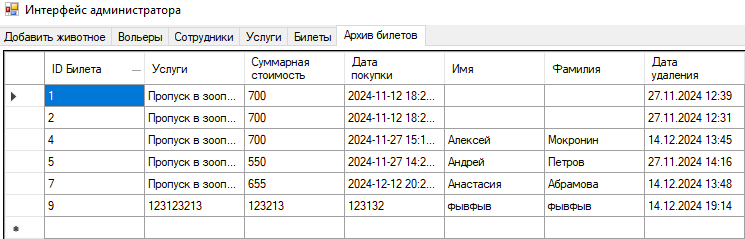 Интерфейс администратора
Добавить животное Вольеры Сотрудники Услуги Билеты Архив билетов
ID Билета Услуги Суммарная стоимость Дата покупки Имя Фамилия Дата удаления
1 Пропуск в зооп... 700 2024-11-12 18:2... 27.11.2024 12:39
2 Пропуск в зооп... 700 2024-11-12 18:2... 27.11.2024 12:31
4 Пропуск в зооп... 700 2024-11-27 15:1... Алексей Мокронин 14.12.2024 13:45
5 Пропуск в зооп... 550 2024-11-27 14:2... Андрей Петров 27.11.2024 14:16
7 Пропуск в зооп... 655 2024-12-12 20:2... Анастасия Абрамова 14.12.2024 13:48
9 123123213 123213 123132 фывфыв фывфыв 14.12.2024 19:14